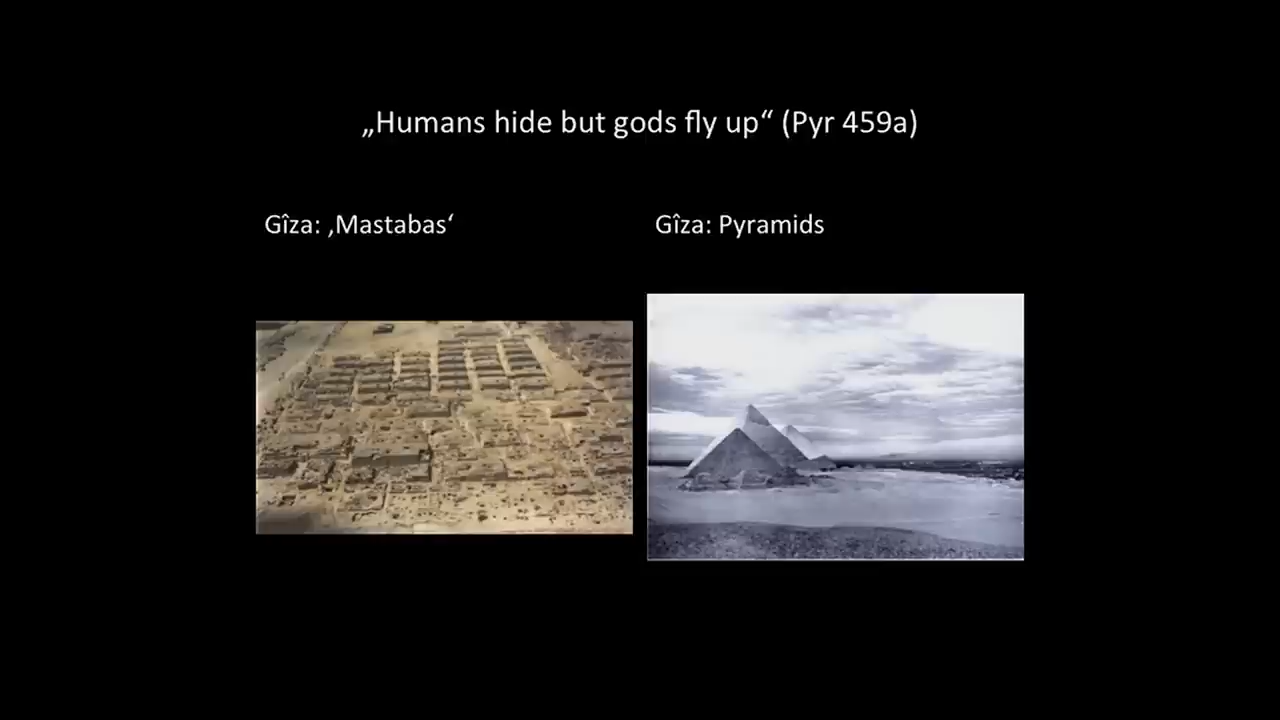 „Humans hide but gods fly up“ (Pyr 459a)
Gîza: ‚Mastabas‘
Gîza: Pyramids